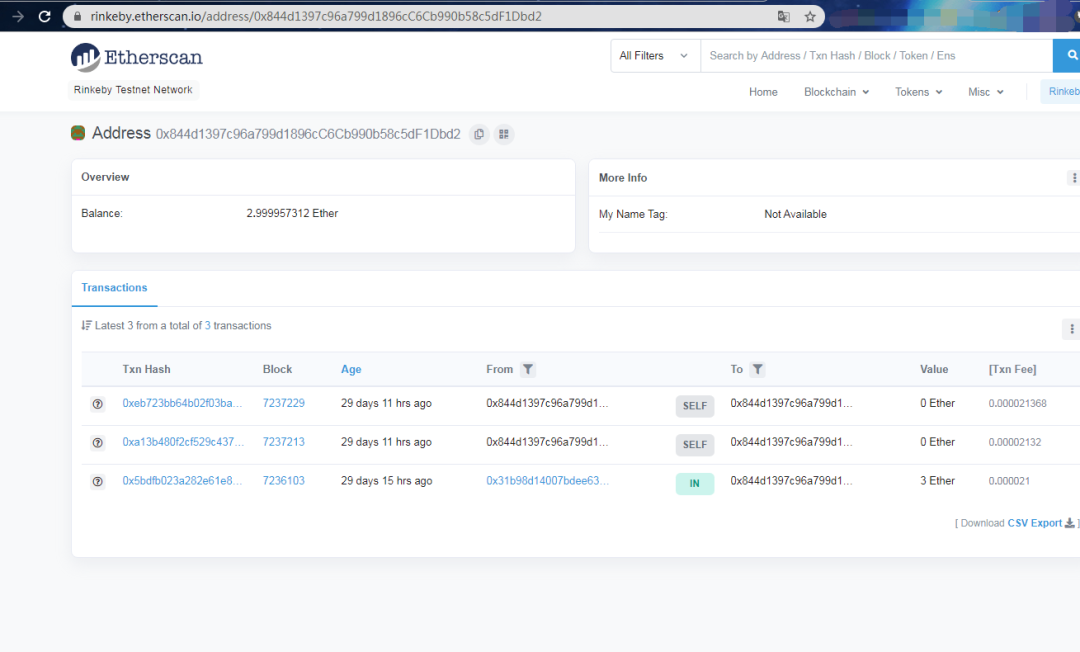 rinkeby.etherscan.io/address/0x844d1397c96a799d1896cC6Cb990b58c5dF1Dbd2
Etherscan
All Filters
Search by Address / Txn Hash / Block / Token / Ens
Rinkeby Testnet Network
Home Blockchain Tokens Misc Rinkeb
Address 0x844d1397c96a799d1896cC6Cb990b58c5dF1Dbd2
Overview
Balance: 2.999957312 Ether
More Info
My Name Tag: Not Available
Transactions
Latest 3 from a total of 3 transactions
Txn Hash Block Age From To Value [Txn Fee]
0xeb723bb64b02f03ba... 7237229 29 days 11 hrs ago 0x844d1397c96a799d1... SELF 0x844d1397c96a799d1... 0 Ether 0.000021368
0xa13b480f2cf529c437... 7237213 29 days 11 hrs ago 0x844d1397c96a799d1... SELF 0x844d1397c96a799d1... 0 Ether 0.00002132
0x5bdfb023a282e61e8... 7236103 29 days 15 hrs ago 0x31b98d14007bdee63... IN 0x844d1397c96a799d1... 3 Ether 0.000021
[ Download CSV Export ]